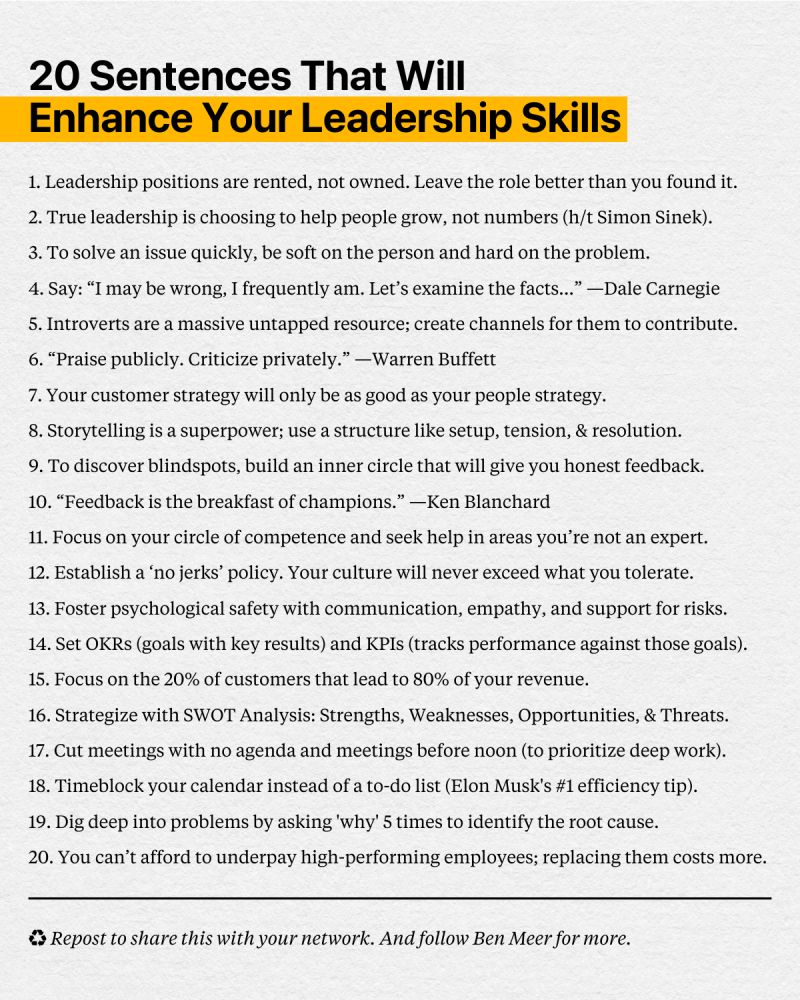 20 Sentences That Will
Enhance Your Leadership Skills
1. Leadership positions are rented, not owned. Leave the role better than you found it.
2. True leadership is choosing to help people grow, not numbers (h/t Simon Sinek).
3. To solve an issue quickly, be soft on the person and hard on the problem.
4. Say: “I may be wrong, I frequently am. Let’s examine the facts...” —Dale Carnegie
5. Introverts are a massive untapped resource; create channels for them to contribute.
6. “Praise publicly. Criticize privately.” —Warren Buffett
7. Your customer strategy will only be as good as your people strategy.
8. Storytelling is a superpower; use a structure like setup, tension, & resolution.
9. To discover blindspots, build an inner circle that will give you honest feedback.
10. “Feedback is the breakfast of champions.” —Ken Blanchard
11. Focus on your circle of competence and seek help in areas you’re not an expert.
12. Establish a ‘no jerks’ policy. Your culture will never exceed what you tolerate.
13. Foster psychological safety with communication, empathy, and support for risks.
14. Set OKRs (goals with key results) and KPIs (tracks performance against those goals).
15. Focus on the 20% of customers that lead to 80% of your revenue.
16. Strategize with SWOT Analysis: Strengths, Weaknesses, Opportunities, & Threats.
17. Cut meetings with no agenda and meetings before noon (to prioritize deep work).
18. Timeblock your calendar instead of a to-do list (Elon Musk's #1 efficiency tip).
19. Dig deep into problems by asking 'why' 5 times to identify the root cause.
20. You can’t afford to underpay high-performing employees; replacing them costs more.
♻ Repost to share this with your network. And follow Ben Meer for more.